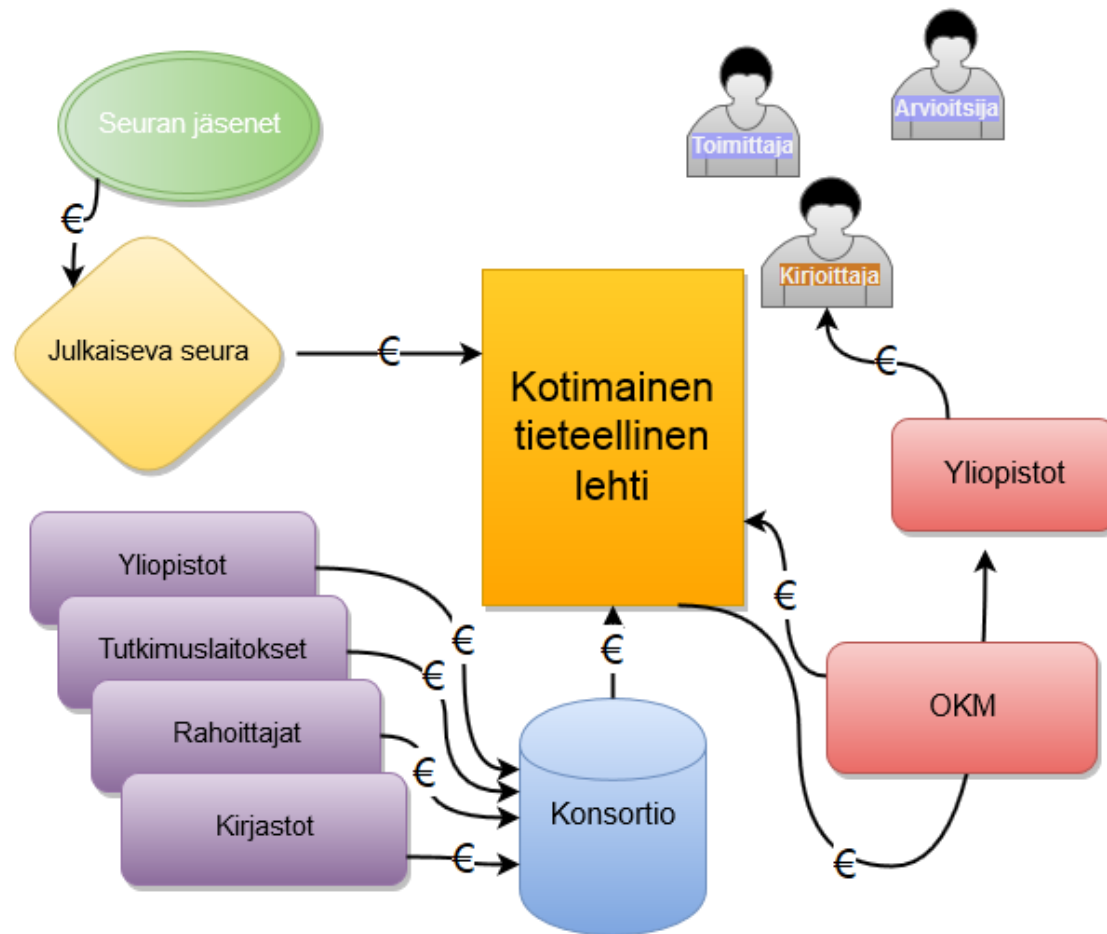 Seuran jäsenet
€
Julkaiseva seura
€
Toimittaja
Arvioitsija
Kirjoittaja
€
Kotimainen
tieteellinen
lehti
Yliopistot
€
OKM
€
Yliopistot
€
Tutkimuslaitokset
€
Rahoittajat
€
Kirjastot
€
€
Konsortio